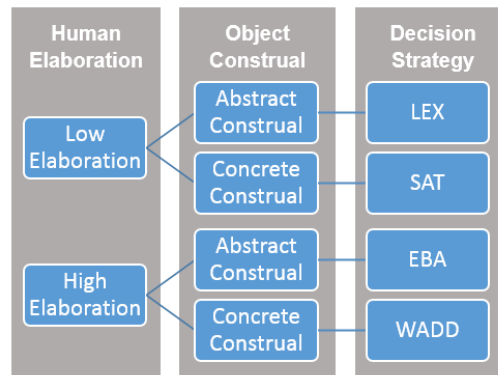 Human
Elaboration
Object
Construal
Decision
Strategy
Low
Elaboration
Abstract
Construal
LEX
Concrete
Construal
SAT
High
Elaboration
Abstract
Construal
EBA
Concrete
Construal
WADD